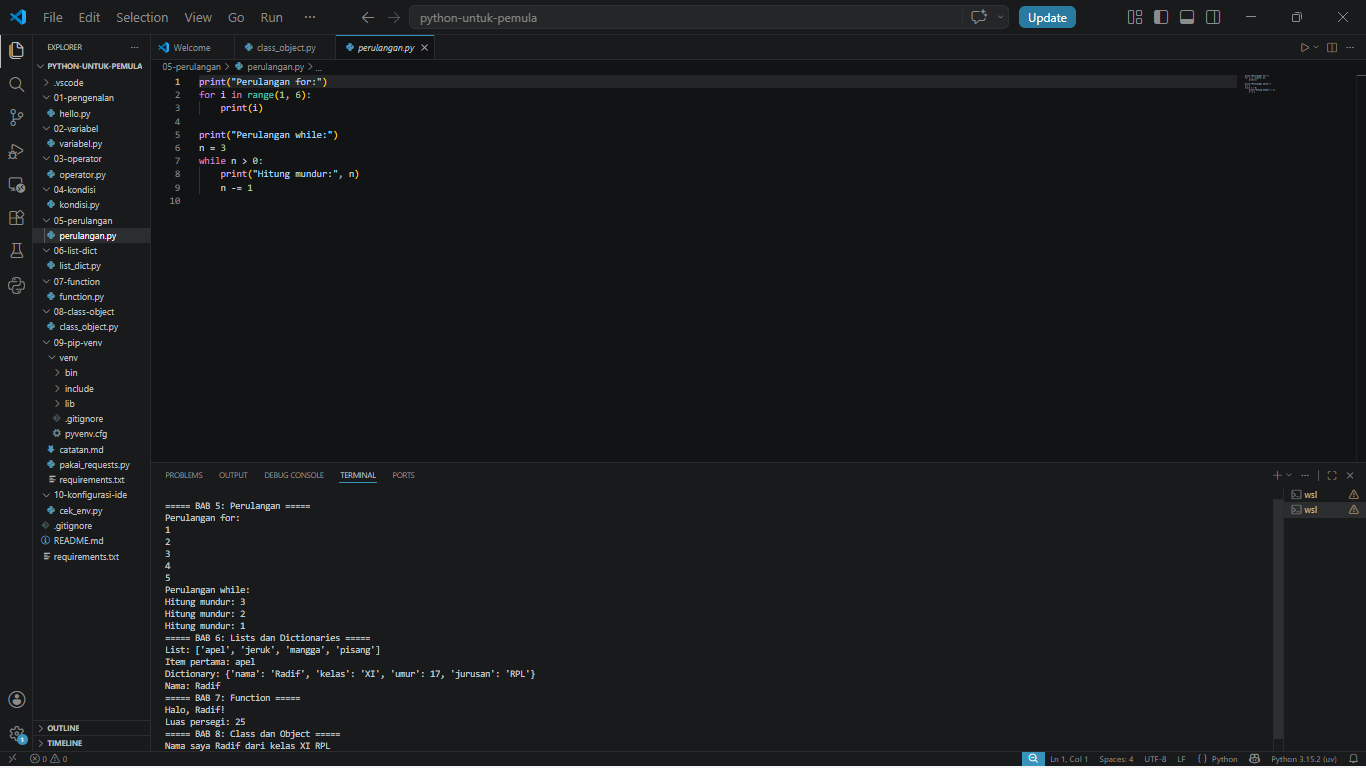 File Edit Selection View Go Run ··· python-untuk-pemula Update
EXPLORER ···
PYTHON-UNTUK-PEMULA
.vscode
01-pengenalan
hello.py
02-variabel
variabel.py
03-operator
operator.py
04-kondisi
kondisi.py
05-perulangan
perulangan.py
06-list-dict
list_dict.py
07-function
function.py
08-class-object
class_object.py
09-pip-venv
venv
bin
include
lib
.gitignore
pyvenv.cfg
catatan.md
pakai_requests.py
requirements.txt
10-konfigurasi-ide
cek_env.py
.gitignore
README.md
requirements.txt
OUTLINE
TIMELINE
Welcome class_object.py perulangan.py
05-perulangan > perulangan.py > ...
1 print("Perulangan for:")
2 for i in range(1, 6):
3     print(i)
4
5 print("Perulangan while:")
6 n = 3
7 while n > 0:
8     print("Hitung mundur:", n)
9     n -= 1
10
PROBLEMS OUTPUT DEBUG CONSOLE TERMINAL PORTS
===== BAB 5: Perulangan =====
Perulangan for:
1
2
3
4
5
Perulangan while:
Hitung mundur: 3
Hitung mundur: 2
Hitung mundur: 1
===== BAB 6: Lists dan Dictionaries =====
List: ['apel', 'jeruk', 'mangga', 'pisang']
Item pertama: apel
Dictionary: {'nama': 'Radif', 'kelas': 'XI', 'umur': 17, 'jurusan': 'RPL'}
Nama: Radif
===== BAB 7: Function =====
Halo, Radif!
Luas persegi: 25
===== BAB 8: Class dan Object =====
Nama saya Radif dari kelas XI RPL
wsl
wsl
1
0 0 Ln 1, Col 1 Spaces: 4 UTF-8 LF { } Python Python 3.15.2 (uv)